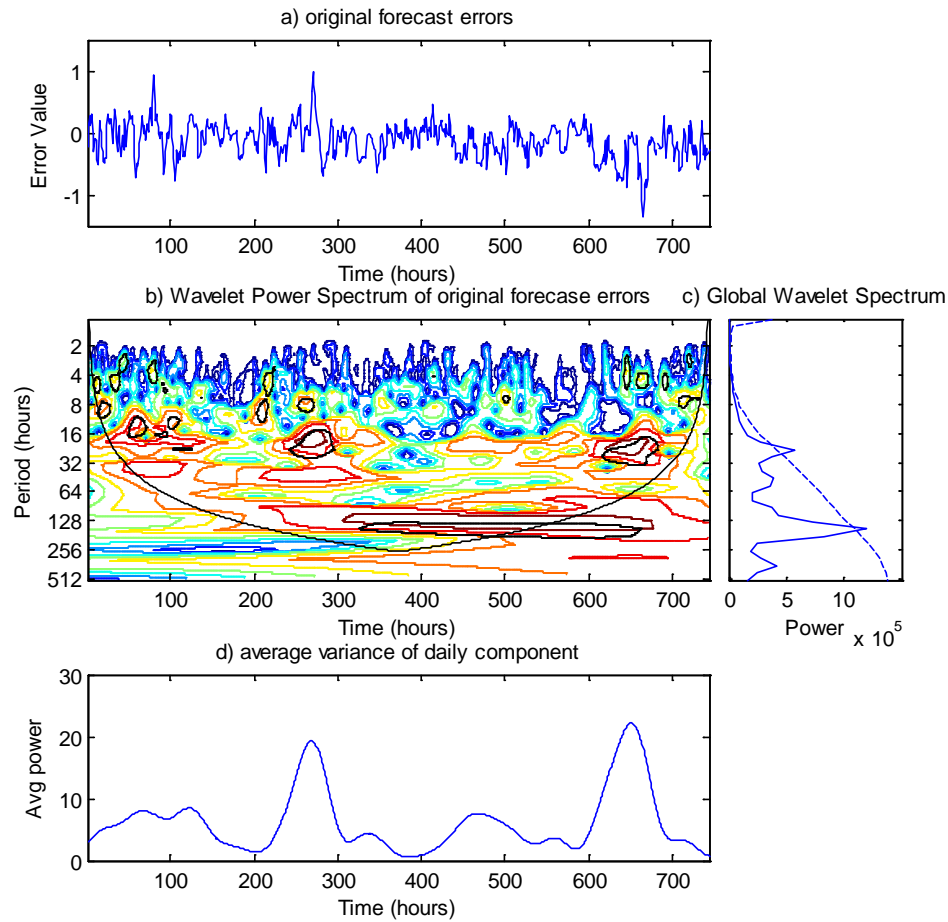 a) original forecast errors
1
0
-1
Error Value
100 200 300 400 500 600 700
Time (hours)
b) Wavelet Power Spectrum of original forecase errors
c) Global Wavelet Spectrum
2
4
8
16
32
64
128
256
512
Period (hours)
100 200 300 400 500 600 700
Time (hours)
0 5 10
Power
x 10^5
d) average variance of daily component
30
20
10
0
Avg power
100 200 300 400 500 600 700
Time (hours)